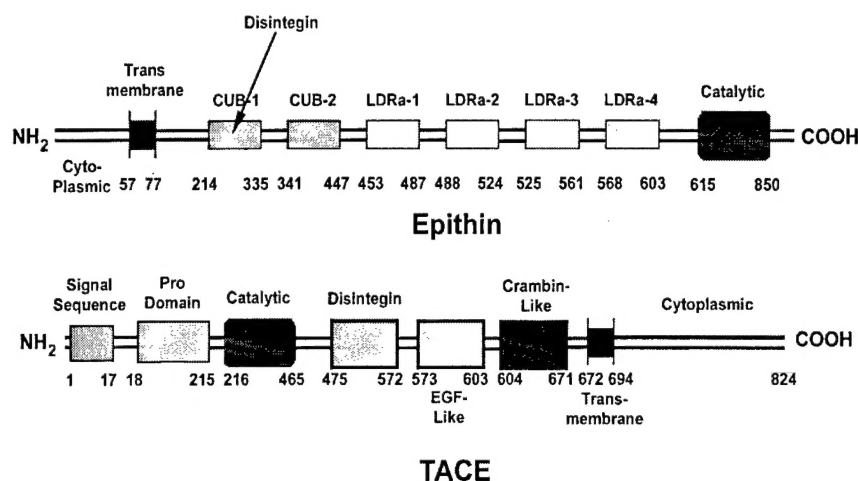 Disintegin
Trans
membrane
CUB-1 CUB-2 LDRa-1 LDRa-2 LDRa-3 LDRa-4 Catalytic
NH2 COOH
Cyto-
Plasmic
57 77 214 335 341 447 453 487 488 524 525 561 568 603 615 850
Epithin
Signal
Sequence
Pro
Domain
Catalytic
Disintegin
Crambin-
Like
Cytoplasmic
NH2 COOH
1 17 18 215 216 465 475 572 573 603 604 671 672 694 824
EGF-
Like
Trans-
membrane
TACE